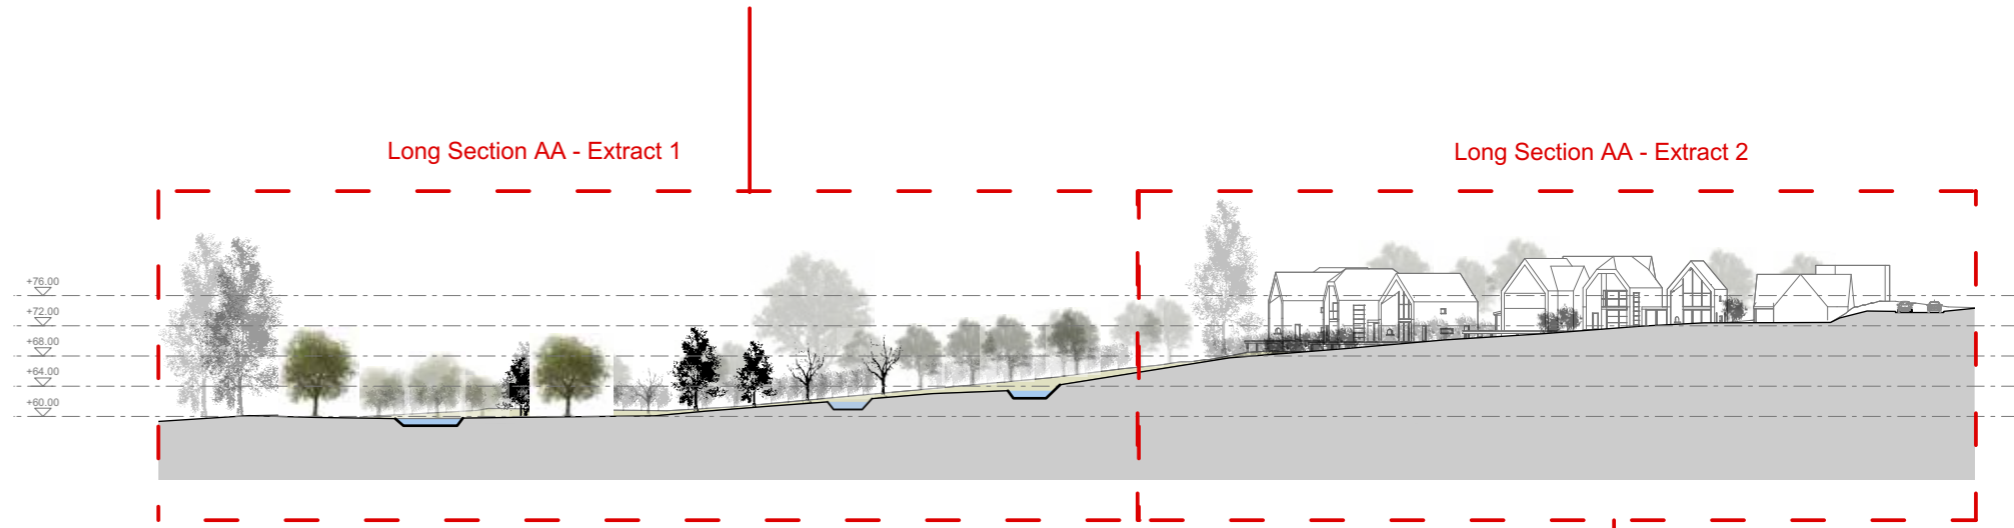 Long Section AA - Extract 1
Long Section AA - Extract 2
+76.00
+72.00
+68.00
+64.00
+60.00